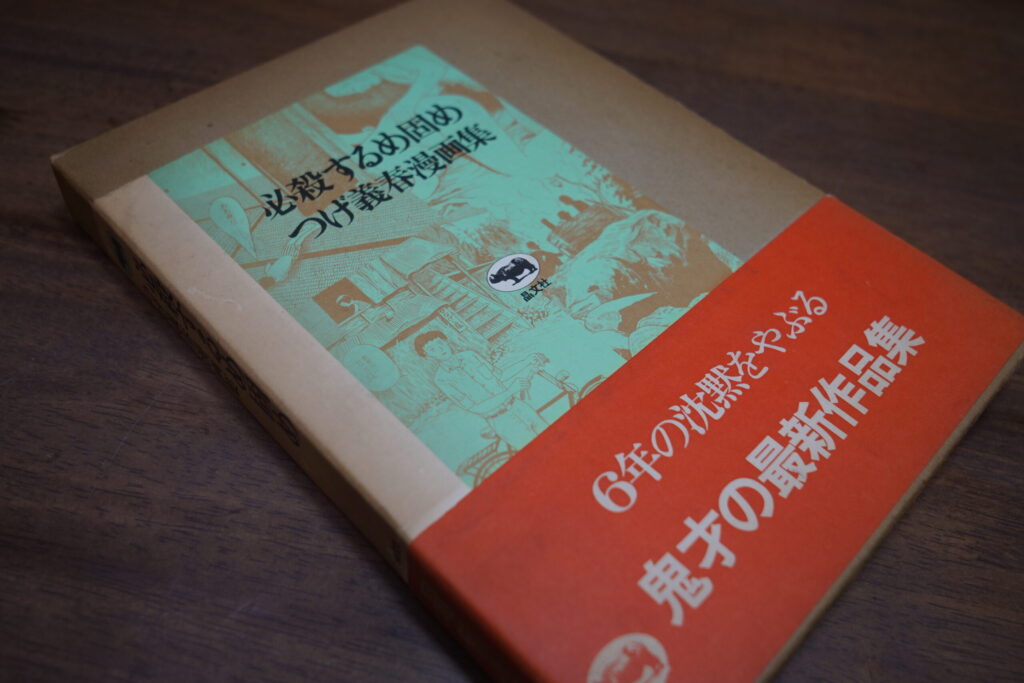 必殺するめ固め
つげ義春漫画集
晶文社
6年の沈黙をやぶる
鬼才の最新作品集